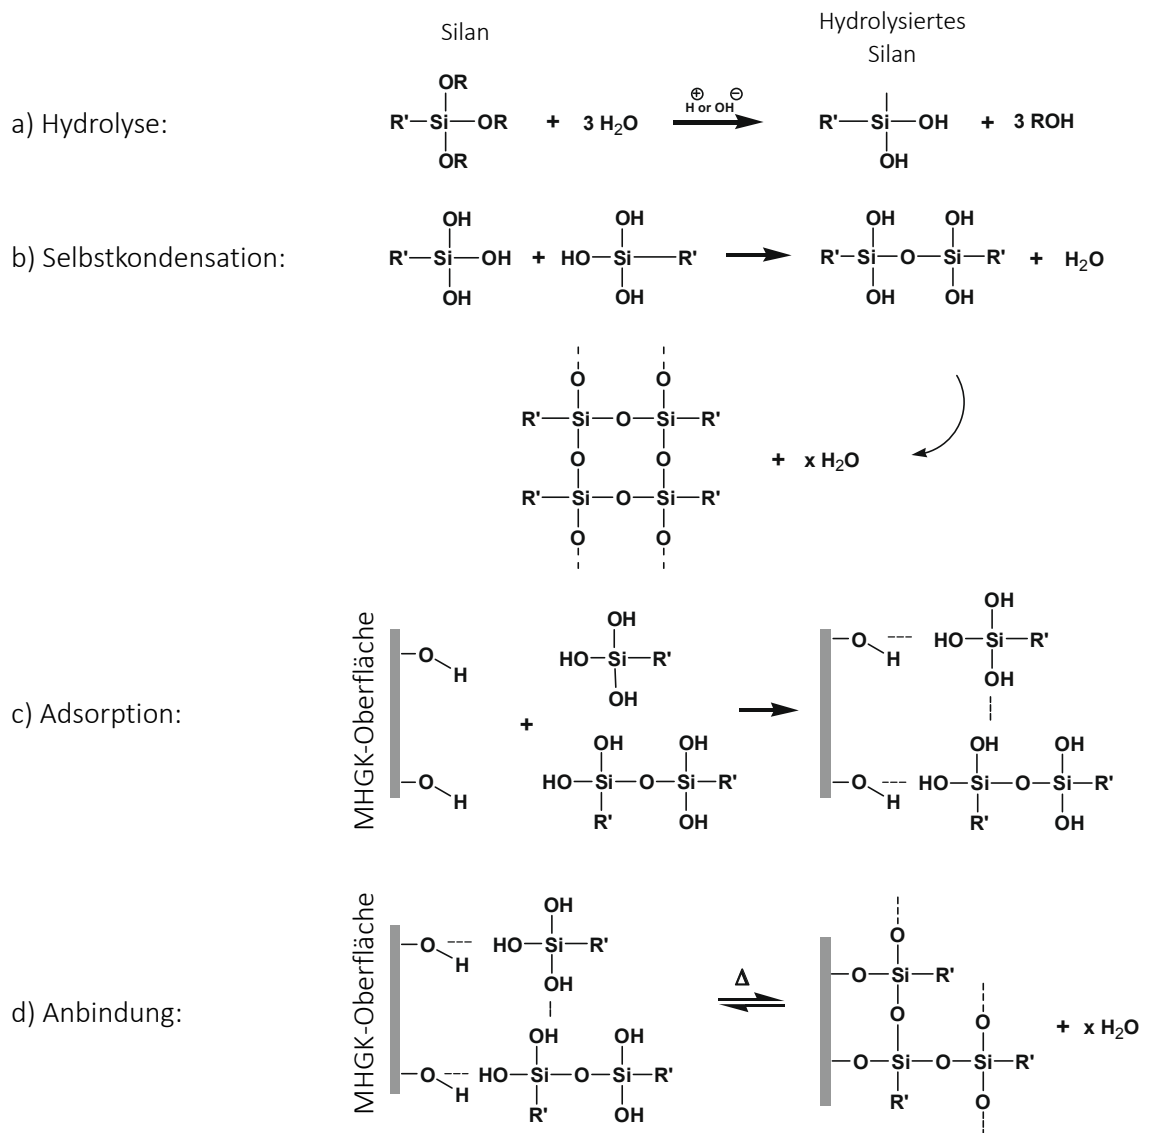 Silan
Hydrolysiertes
Silan
a) Hydrolyse:
OR
R'—Si—OR
OR
+ 3 H₂O
⊕ ⊖
H or OH
R'—Si—OH
OH
+ 3 ROH
b) Selbstkondensation:
OH
R'—Si—OH
OH
+
OH
HO—Si—R'
OH
OH OH
R'—Si—O—Si—R'
OH OH
+ H₂O
O O
R'—Si—O—Si—R'
O O
R'—Si—O—Si—R'
O O
+ x H₂O
c) Adsorption:
MHGK-Oberfläche
O
H
O
H
+
OH
HO—Si—R'
OH
OH OH
HO—Si—O—Si—R'
R' OH
O
H
OH
HO—Si—R'
OH
O
H
OH OH
HO—Si—O—Si—R'
R' OH
d) Anbindung:
MHGK-Oberfläche
O
H
OH
HO—Si—R'
OH
O
H
OH OH
HO—Si—O—Si—R'
R' OH
Δ
O
O—Si—R'
O O
O—Si—O—Si—R'
R' O
+ x H₂O